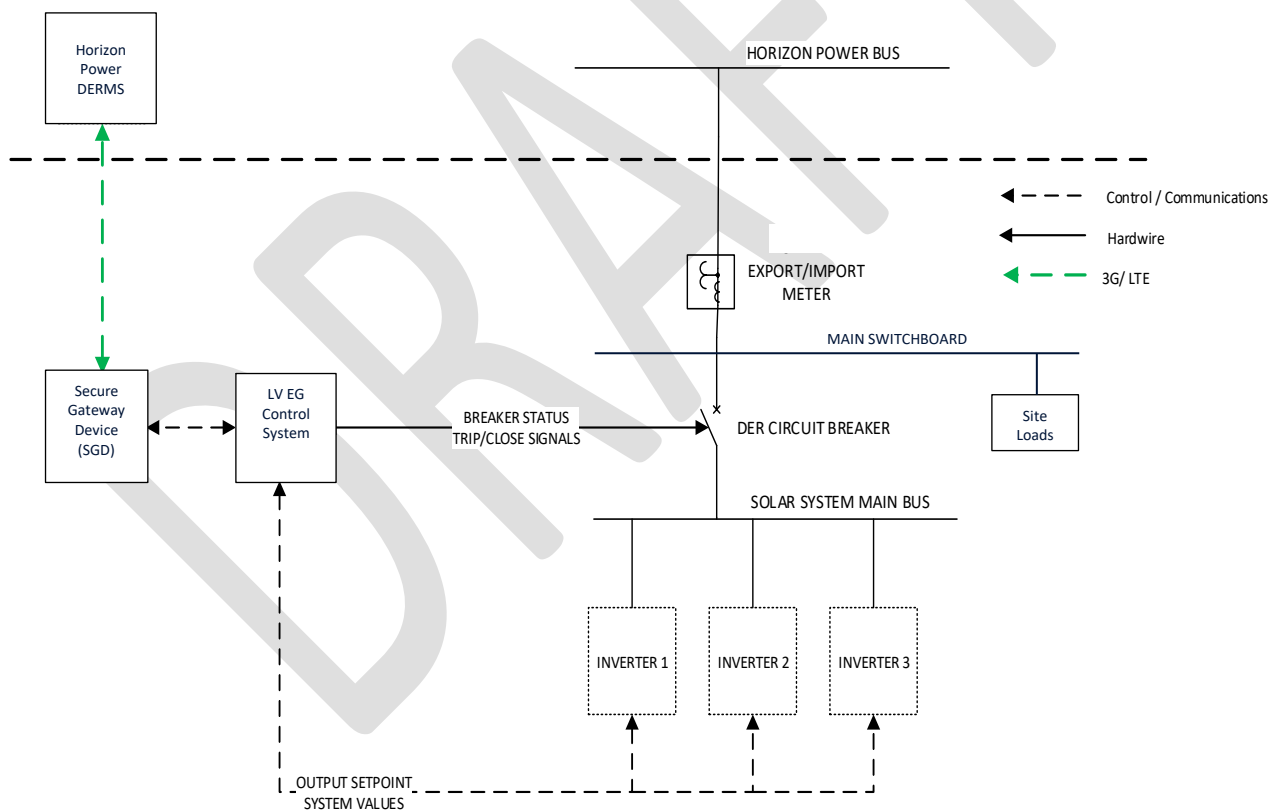 Horizon
Power
DERMS
HORIZON POWER BUS
Control / Communications
Hardwire
3G/ LTE
EXPORT/IMPORT
METER
MAIN SWITCHBOARD
Secure
Gateway
Device
(SGD)
LV EG
Control
System
BREAKER STATUS
TRIP/CLOSE SIGNALS
DER CIRCUIT BREAKER
Site
Loads
SOLAR SYSTEM MAIN BUS
INVERTER 1
INVERTER 2
INVERTER 3
OUTPUT SETPOINT
SYSTEM VALUES
DRAFT